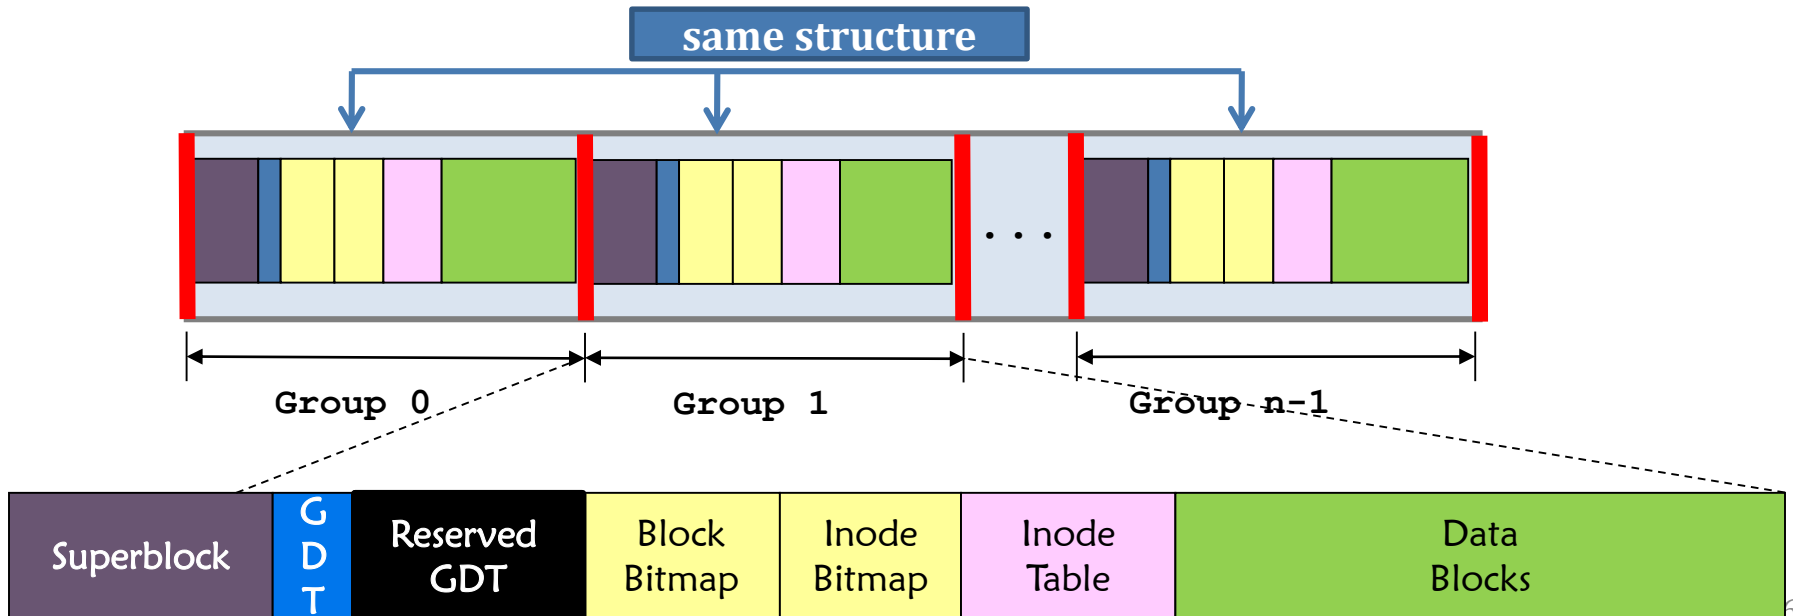 same structure
. . .
Group 0
Group 1
Group n-1
Superblock
G
D
T
Reserved
GDT
Block
Bitmap
Inode
Bitmap
Inode
Table
Data
Blocks